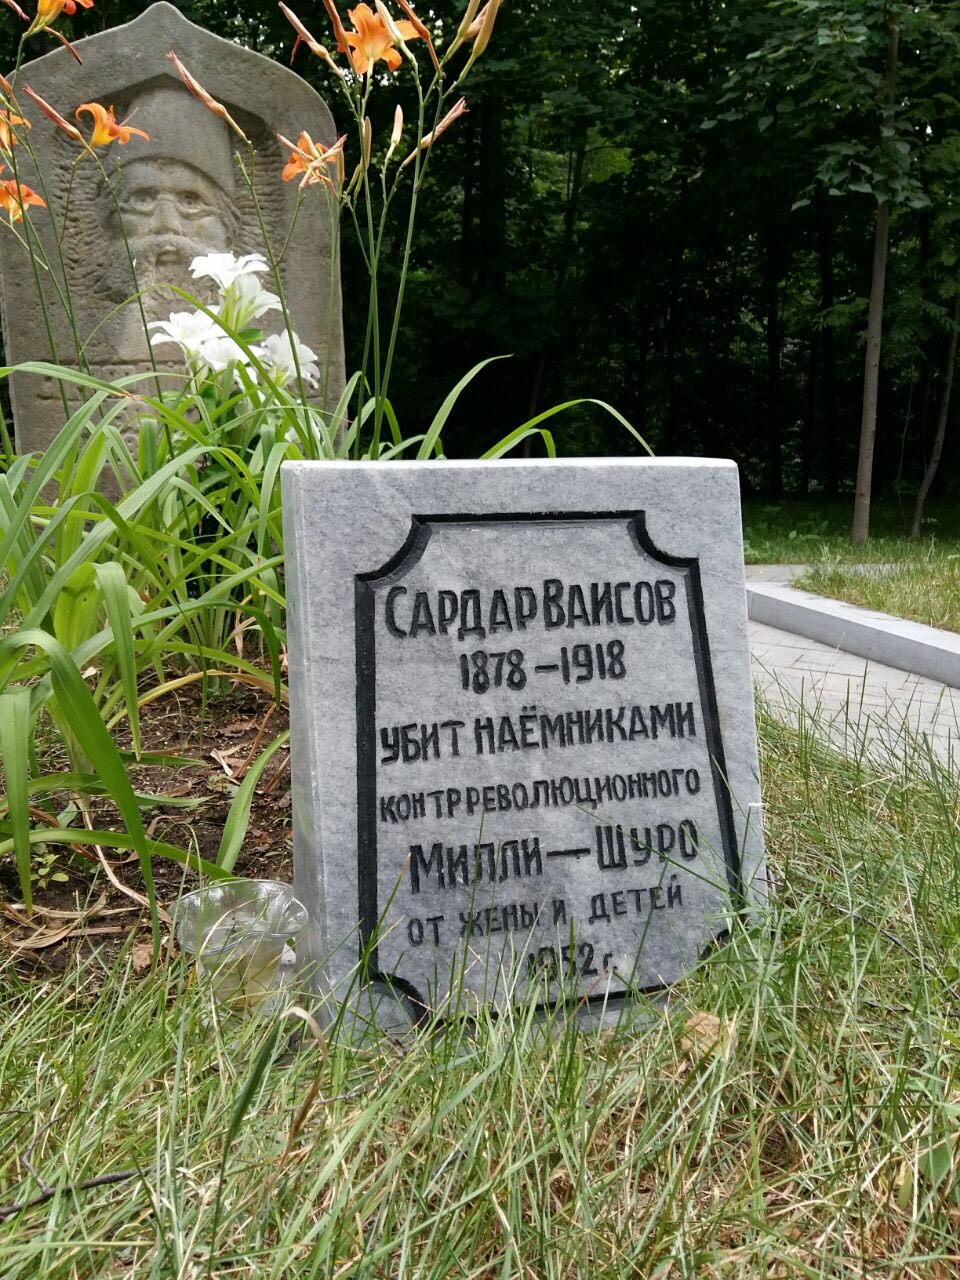 САРДАР ВАИСОВ
1878-1918
УБИТ НАЁМНИКАМИ
КОНТРРЕВОЛЮЦИОННОГО
МИЛЛИ-ШУРО
ОТ ЖЕНЫ И ДЕТЕЙ
1952 г.